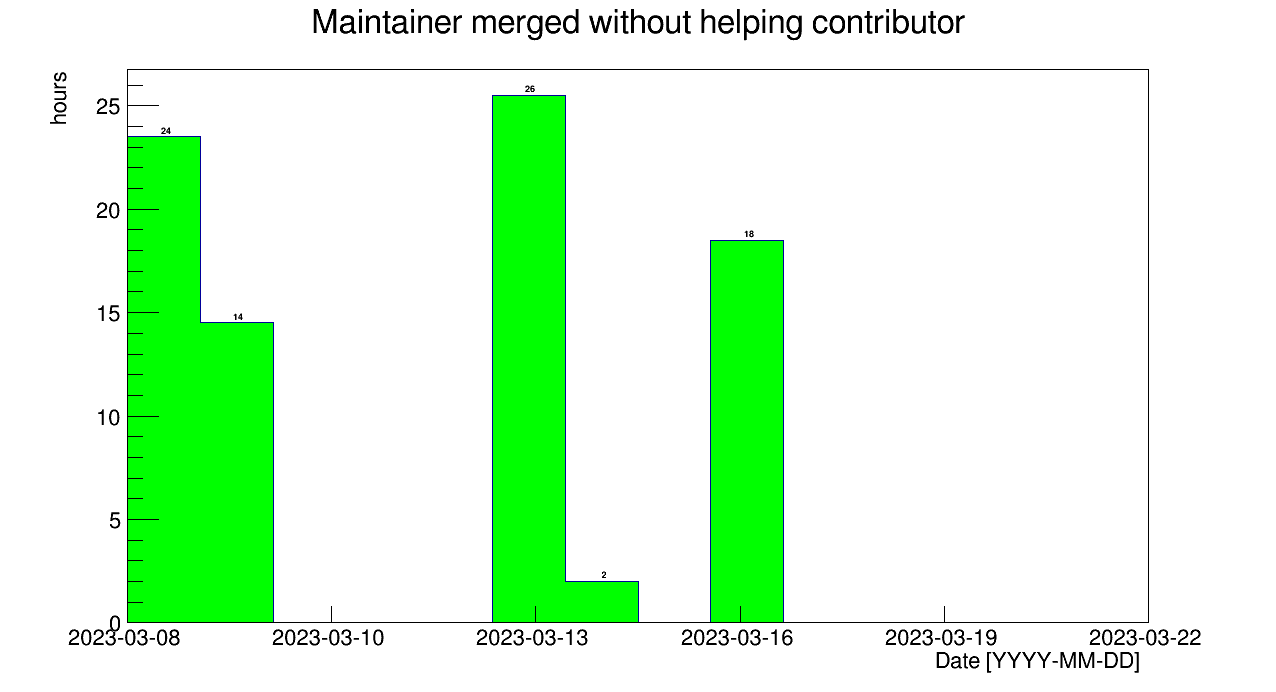 Maintainer merged without helping contributor
hours
25
20
15
10
5
0
24
14
26
2
18
2023-03-08 2023-03-10 2023-03-13 2023-03-16 2023-03-19 2023-03-22
Date [YYYY-MM-DD]